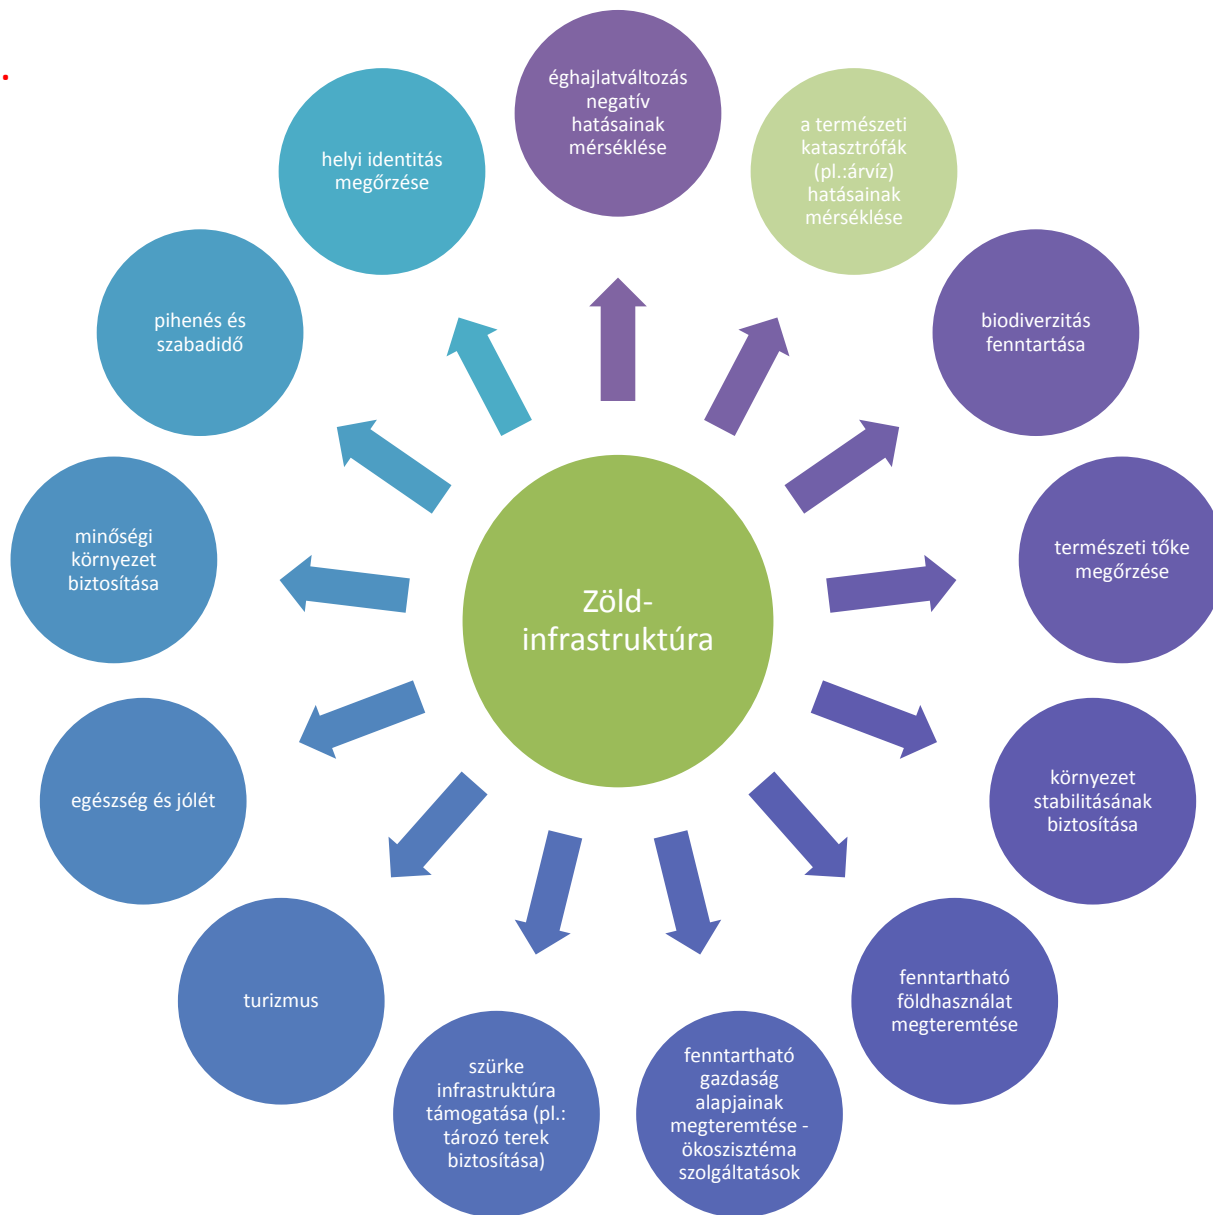 éghajlatváltozás
negatív
hatásainak
mérséklése
a természeti
katasztrófák
(pl.:árvíz)
hatásainak
mérséklése
biodiverzitás
fenntartása
természeti tőke
megőrzése
környezet
stabilitásának
biztosítása
fenntartható
földhasználat
megteremtése
fenntartható
gazdaság
alapjainak
megteremtése -
ökoszisztéma
szolgáltatások
szürke
infrastruktúra
támogatása (pl.:
tározó terek
biztosítása)
turizmus
egészség és jólét
minőségi
környezet
biztosítása
pihenés és
szabadidő
helyi identitás
megőrzése
Zöld-
infrastruktúra